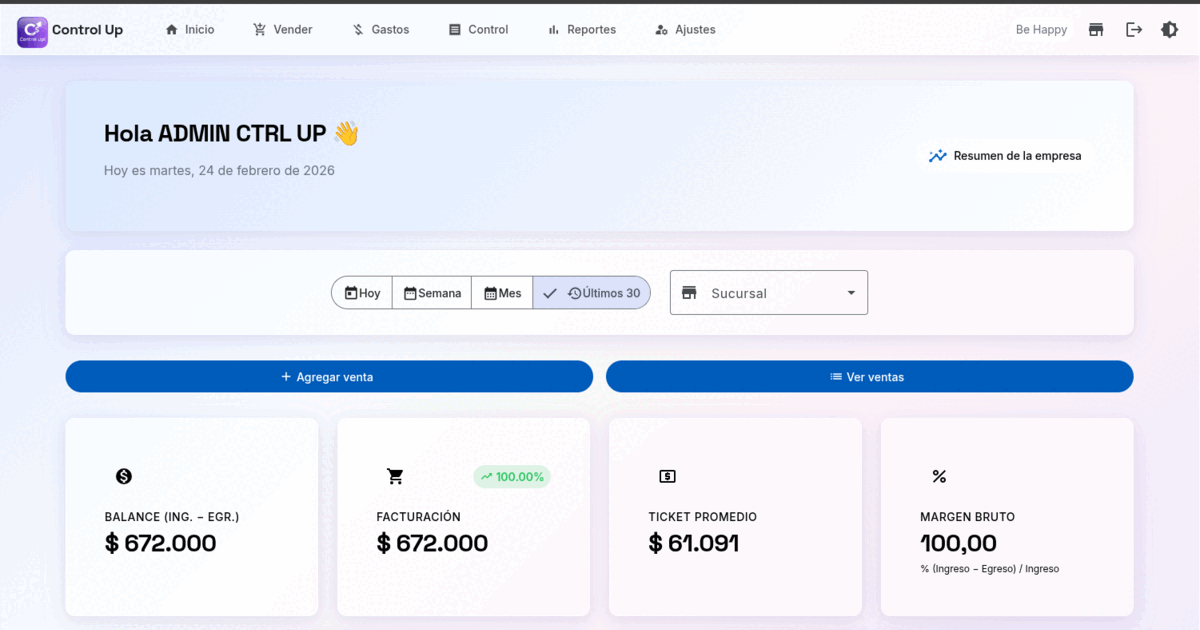 Control Up
Control Up!
Inicio
Vender
Gastos
Control
Reportes
Ajustes
Be Happy
Hola ADMIN CTRL UP 👋
Hoy es martes, 24 de febrero de 2026
Resumen de la empresa
Hoy
Semana
Mes
Últimos 30
Sucursal
+ Agregar venta
Ver ventas
BALANCE (ING. – EGR.)
$ 672.000
100.00%
FACTURACIÓN
$ 672.000
TICKET PROMEDIO
$ 61.091
%
MARGEN BRUTO
100,00
% (Ingreso – Egreso) / Ingreso